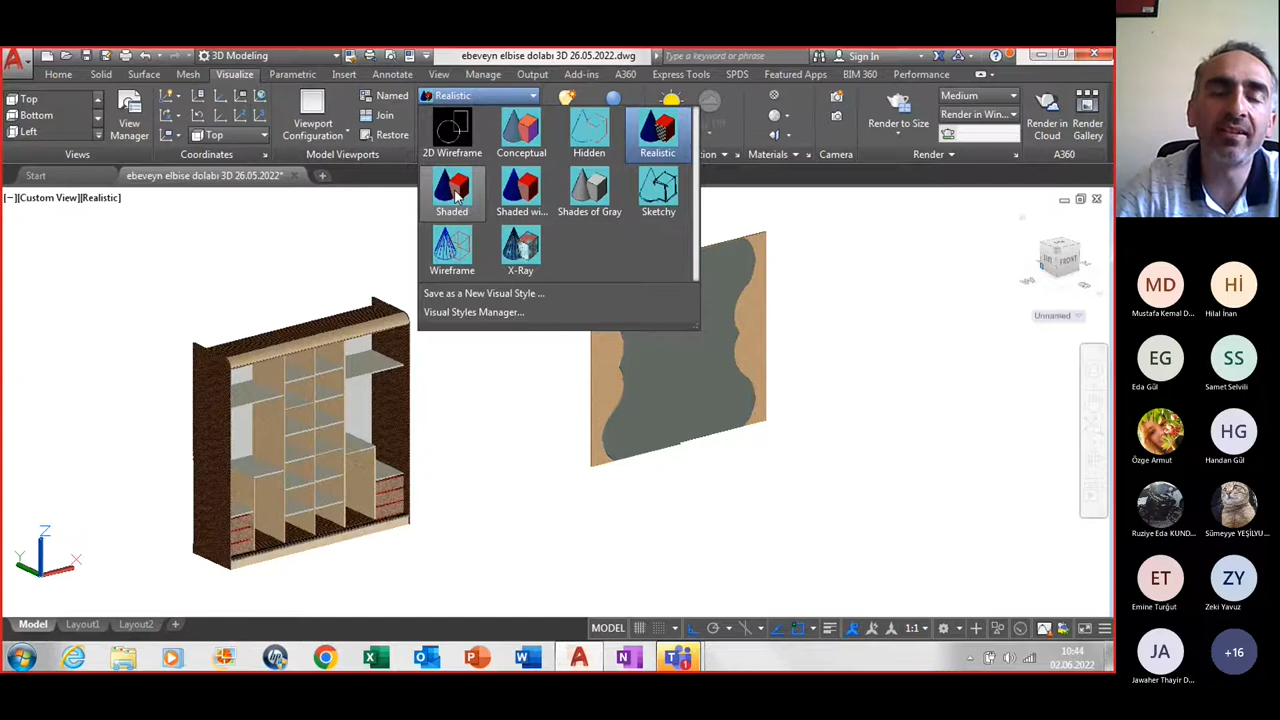 3D Modeling
ebeveyn elbise dolabı 3D 26.05.2022.dwg
Type a keyword or phrase
Sign In
Home
Solid
Surface
Mesh
Visualize
Parametric
Insert
Annotate
View
Manage
Output
Add-ins
A360
Express Tools
SPDS
Featured Apps
BIM 360
Performance
Top
Bottom
Left
View
Manager
Top
Viewport
Configuration
Named
Join
Restore
Realistic
Medium
Render in Win...
Render to Size
Render in
Cloud
Render
Gallery
Views
Coordinates
Model Viewports
Materials
Camera
Render
A360
2D Wireframe
Conceptual
Hidden
Realistic
Shaded
Shaded wi...
Shades of Gray
Sketchy
Wireframe
X-Ray
Save as a New Visual Style ...
Visual Styles Manager...
Start
ebeveyn elbise dolabı 3D 26.05.2022*
[−][Custom View][Realistic]
FRONT
Unnamed
Z
Y
X
Model
Layout1
Layout2
MODEL
1:1
10:44
02.06.2022
MD
Mustafa Kemal D...
Hİ
Hilal İnan
EG
Eda Gül
SS
Samet Selvili
Özge Armut
HG
Handan Gül
Ruziye Eda KUND...
Sümeyye YEŞİLYU...
ET
Emine Turğut
ZY
Zeki Yavuz
JA
Jawaher Thayir D...
+16